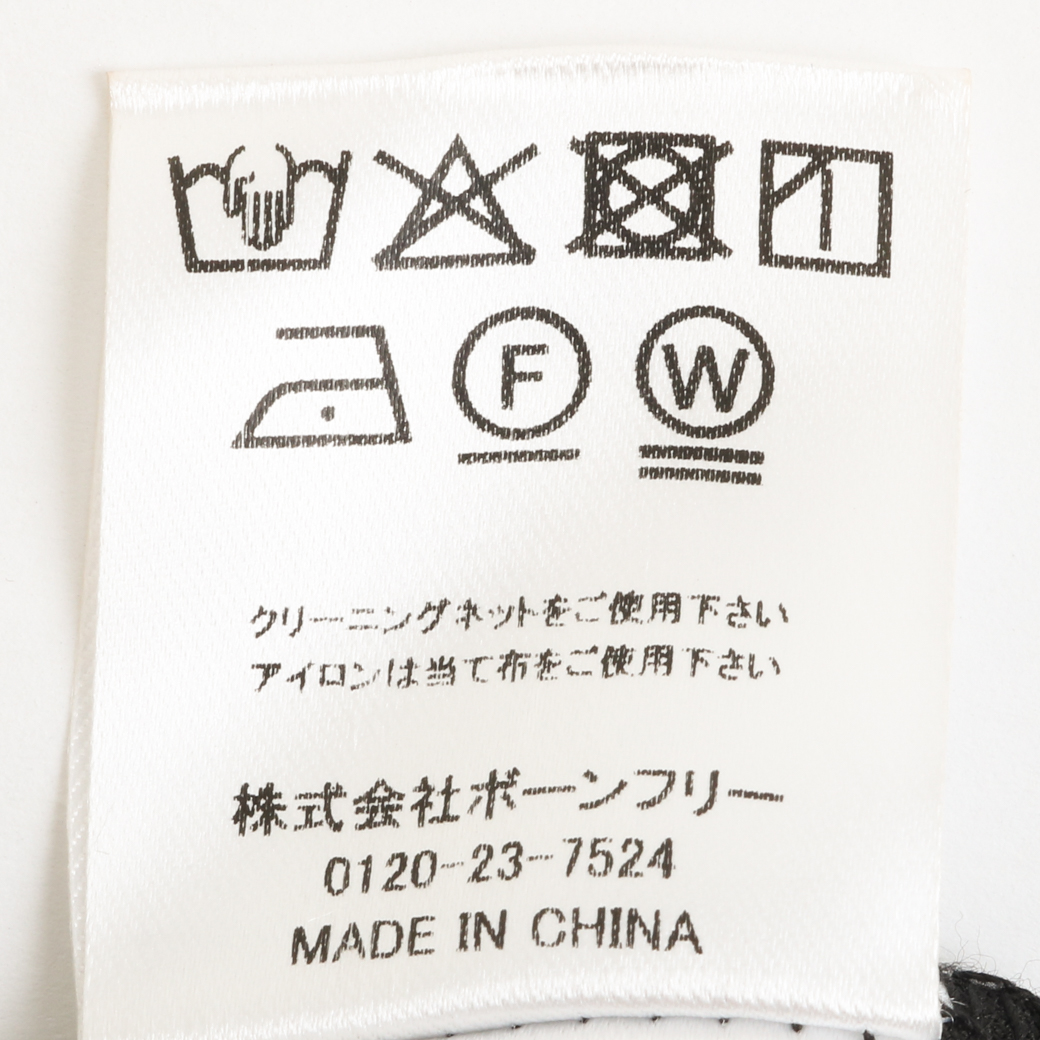 F W
クリーニングネットをご使用下さい
アイロンは当て布をご使用下さい
株式会社ボーンフリー
0120-23-7524
MADE IN CHINA